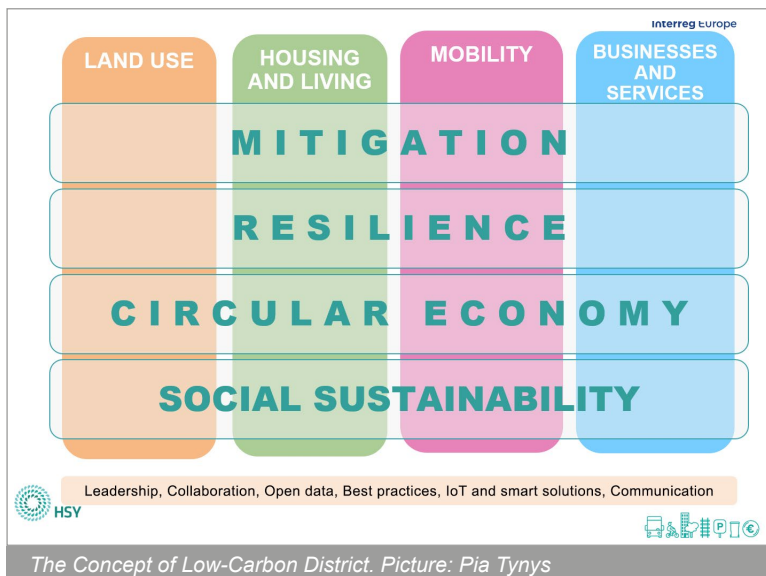 Interreg Europe
LAND USE
HOUSING
AND LIVING
MOBILITY
BUSINESSES
AND
SERVICES
MITIGATION
RESILIENCE
CIRCULAR ECONOMY
SOCIAL SUSTAINABILITY
Leadership, Collaboration, Open data, Best practices, IoT and smart solutions, Communication
HSY
P
€
The Concept of Low-Carbon District. Picture: Pia Tynys